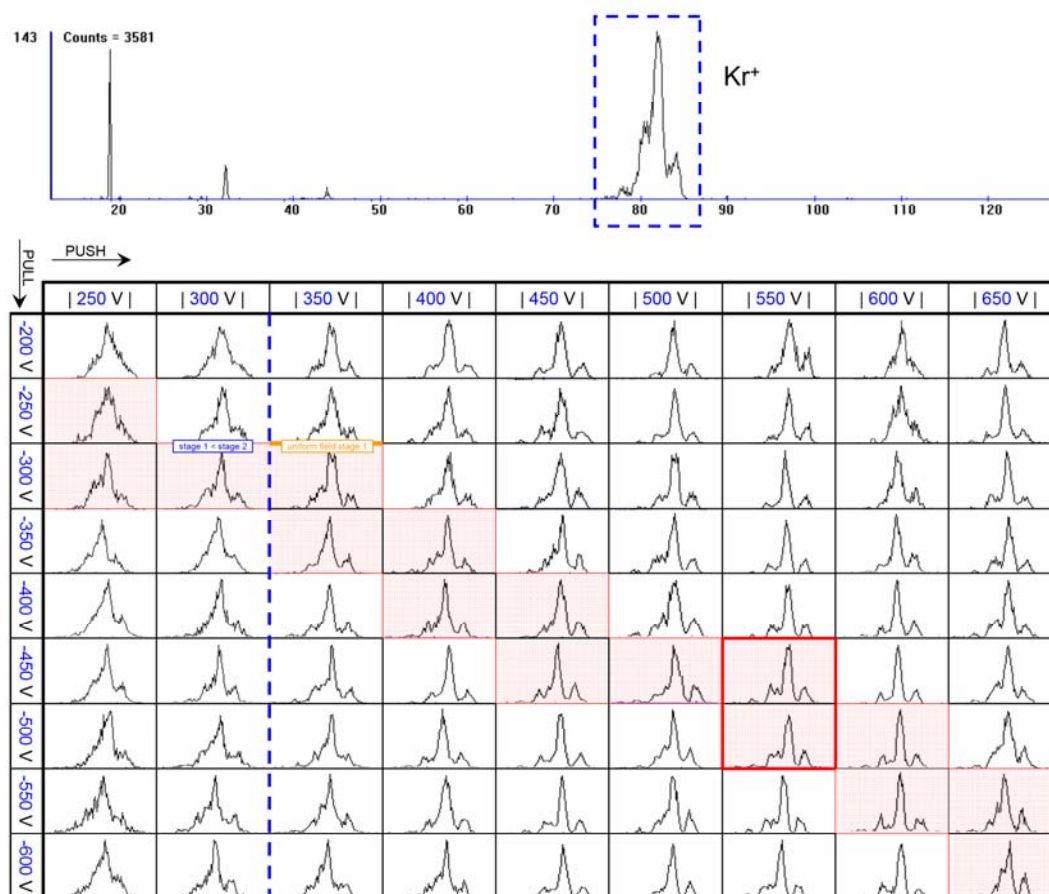 143 Counts = 3581
Kr⁺
20 30 40 50 60 70 80 90 100 110 120
PULL
PUSH
| 250 V | | 300 V | | 350 V | | 400 V | | 450 V | | 500 V | | 550 V | | 600 V | | 650 V |
-200 V
-250 V
stage 1 < stage 2 uniform field stage 1
-300 V
-350 V
-400 V
-450 V
-500 V
-550 V
-600 V